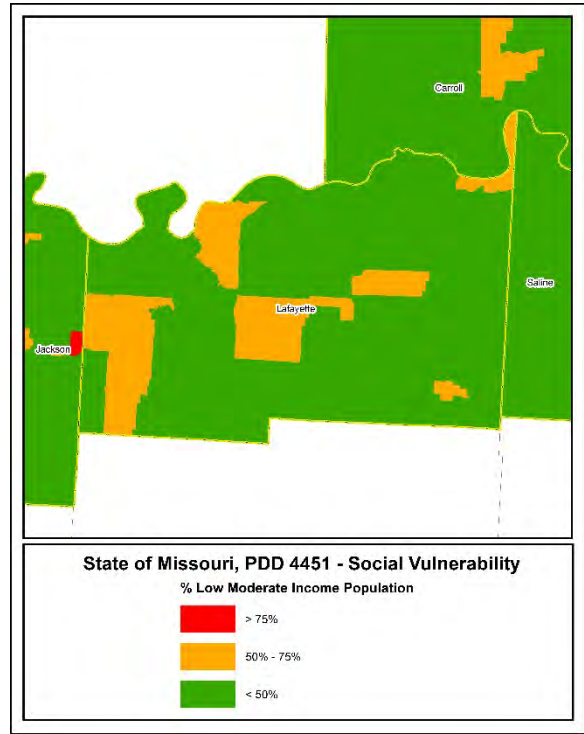 Carroll
Saline
Lafayette
Jackson
State of Missouri, PDD 4451 - Social Vulnerability
% Low Moderate Income Population
> 75%
50% - 75%
< 50%